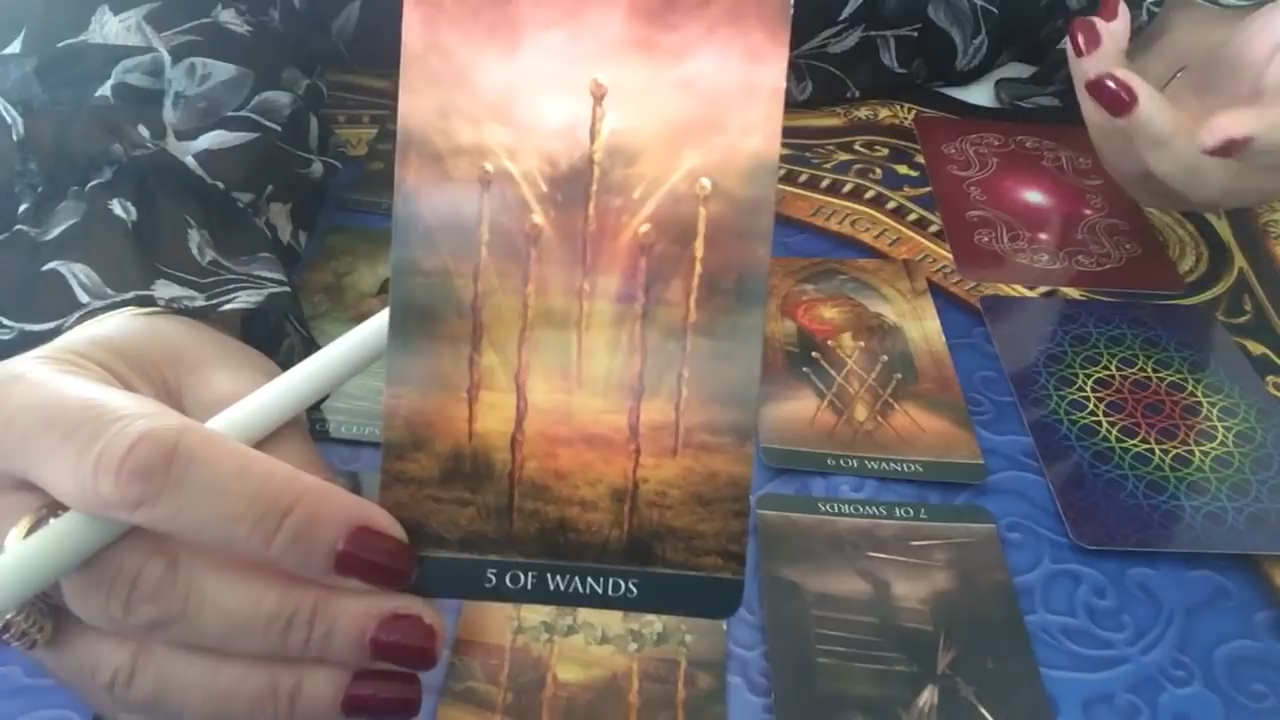 HIGH PRIE
OF CUPS
6 OF WANDS
7 OF SWORDS
5 OF WANDS